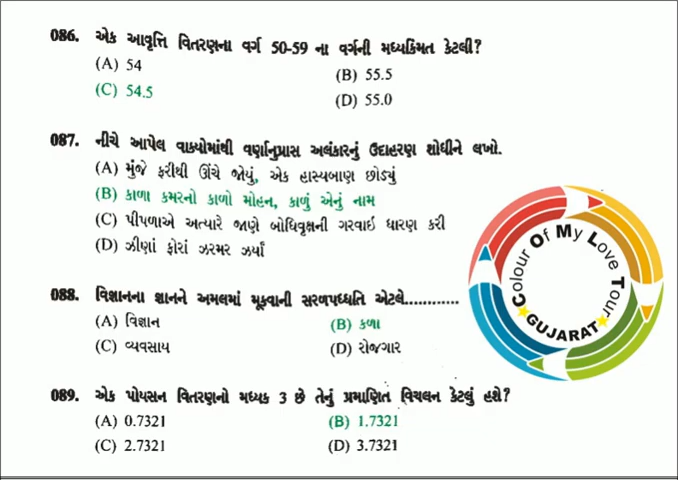 086. એક આવૃત્તિ વિતરણના વર્ગ 50-59 ના વર્ગની મધ્યકિંમત કેટલી?
(A) 54
(B) 55.5
(C) 54.5
(D) 55.0
087. નીચે આપેલ વાક્યોમાંથી વર્ણાનુપ્રાસ અલંકારનું ઉદાહરણ શોધીને લખો.
(A) મુંજે ફરીથી ઊંચે જોયું, એક હાસ્યબાણ છોડ્યું
(B) કાળા કમરનો કાળો મોહન, કાળું એનું નામ
(C) પીપળાએ અત્યારે જાણે બોધિવૃક્ષની ગરવાઇ ધારણ કરી
(D) ઝીણાં ફોરાં ઝરમર ઝર્યાં
088. વિજ્ઞાનના જ્ઞાનને અમલમાં મૂકવાની સરળપધ્ધતિ એટલે............
(A) વિજ્ઞાન
(B) કળા
(C) વ્યવસાય
(D) રોજગાર
089. એક પોયસન વિતરણનો મધ્યક 3 છે તેનું પ્રમાણિત વિચલન કેટલું હશે?
(A) 0.7321
(B) 1.7321
(C) 2.7321
(D) 3.7321
Colour Of My Love Tour
GUJARAT